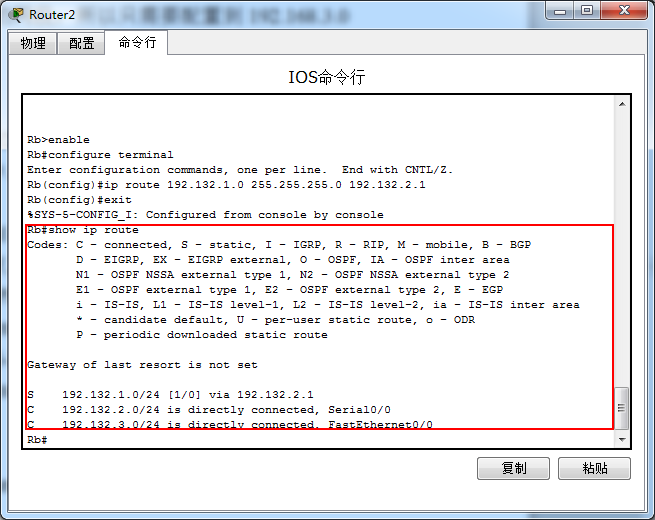 所以只需要配置到 192.168.3.0
Router2
物理 配置 命令行
IOS命令行
Rb>enable
Rb#configure terminal
Enter configuration commands, one per line.  End with CNTL/Z.
Rb(config)#ip route 192.132.1.0 255.255.255.0 192.132.2.1
Rb(config)#exit
%SYS-5-CONFIG_I: Configured from console by console
Rb#show ip route
Codes: C - connected, S - static, I - IGRP, R - RIP, M - mobile, B - BGP
       D - EIGRP, EX - EIGRP external, O - OSPF, IA - OSPF inter area
       N1 - OSPF NSSA external type 1, N2 - OSPF NSSA external type 2
       E1 - OSPF external type 1, E2 - OSPF external type 2, E - EGP
       i - IS-IS, L1 - IS-IS level-1, L2 - IS-IS level-2, ia - IS-IS inter area
       * - candidate default, U - per-user static route, o - ODR
       P - periodic downloaded static route
Gateway of last resort is not set
S    192.132.1.0/24 [1/0] via 192.132.2.1
C    192.132.2.0/24 is directly connected, Serial0/0
C    192.132.3.0/24 is directly connected, FastEthernet0/0
Rb#
复制 粘贴